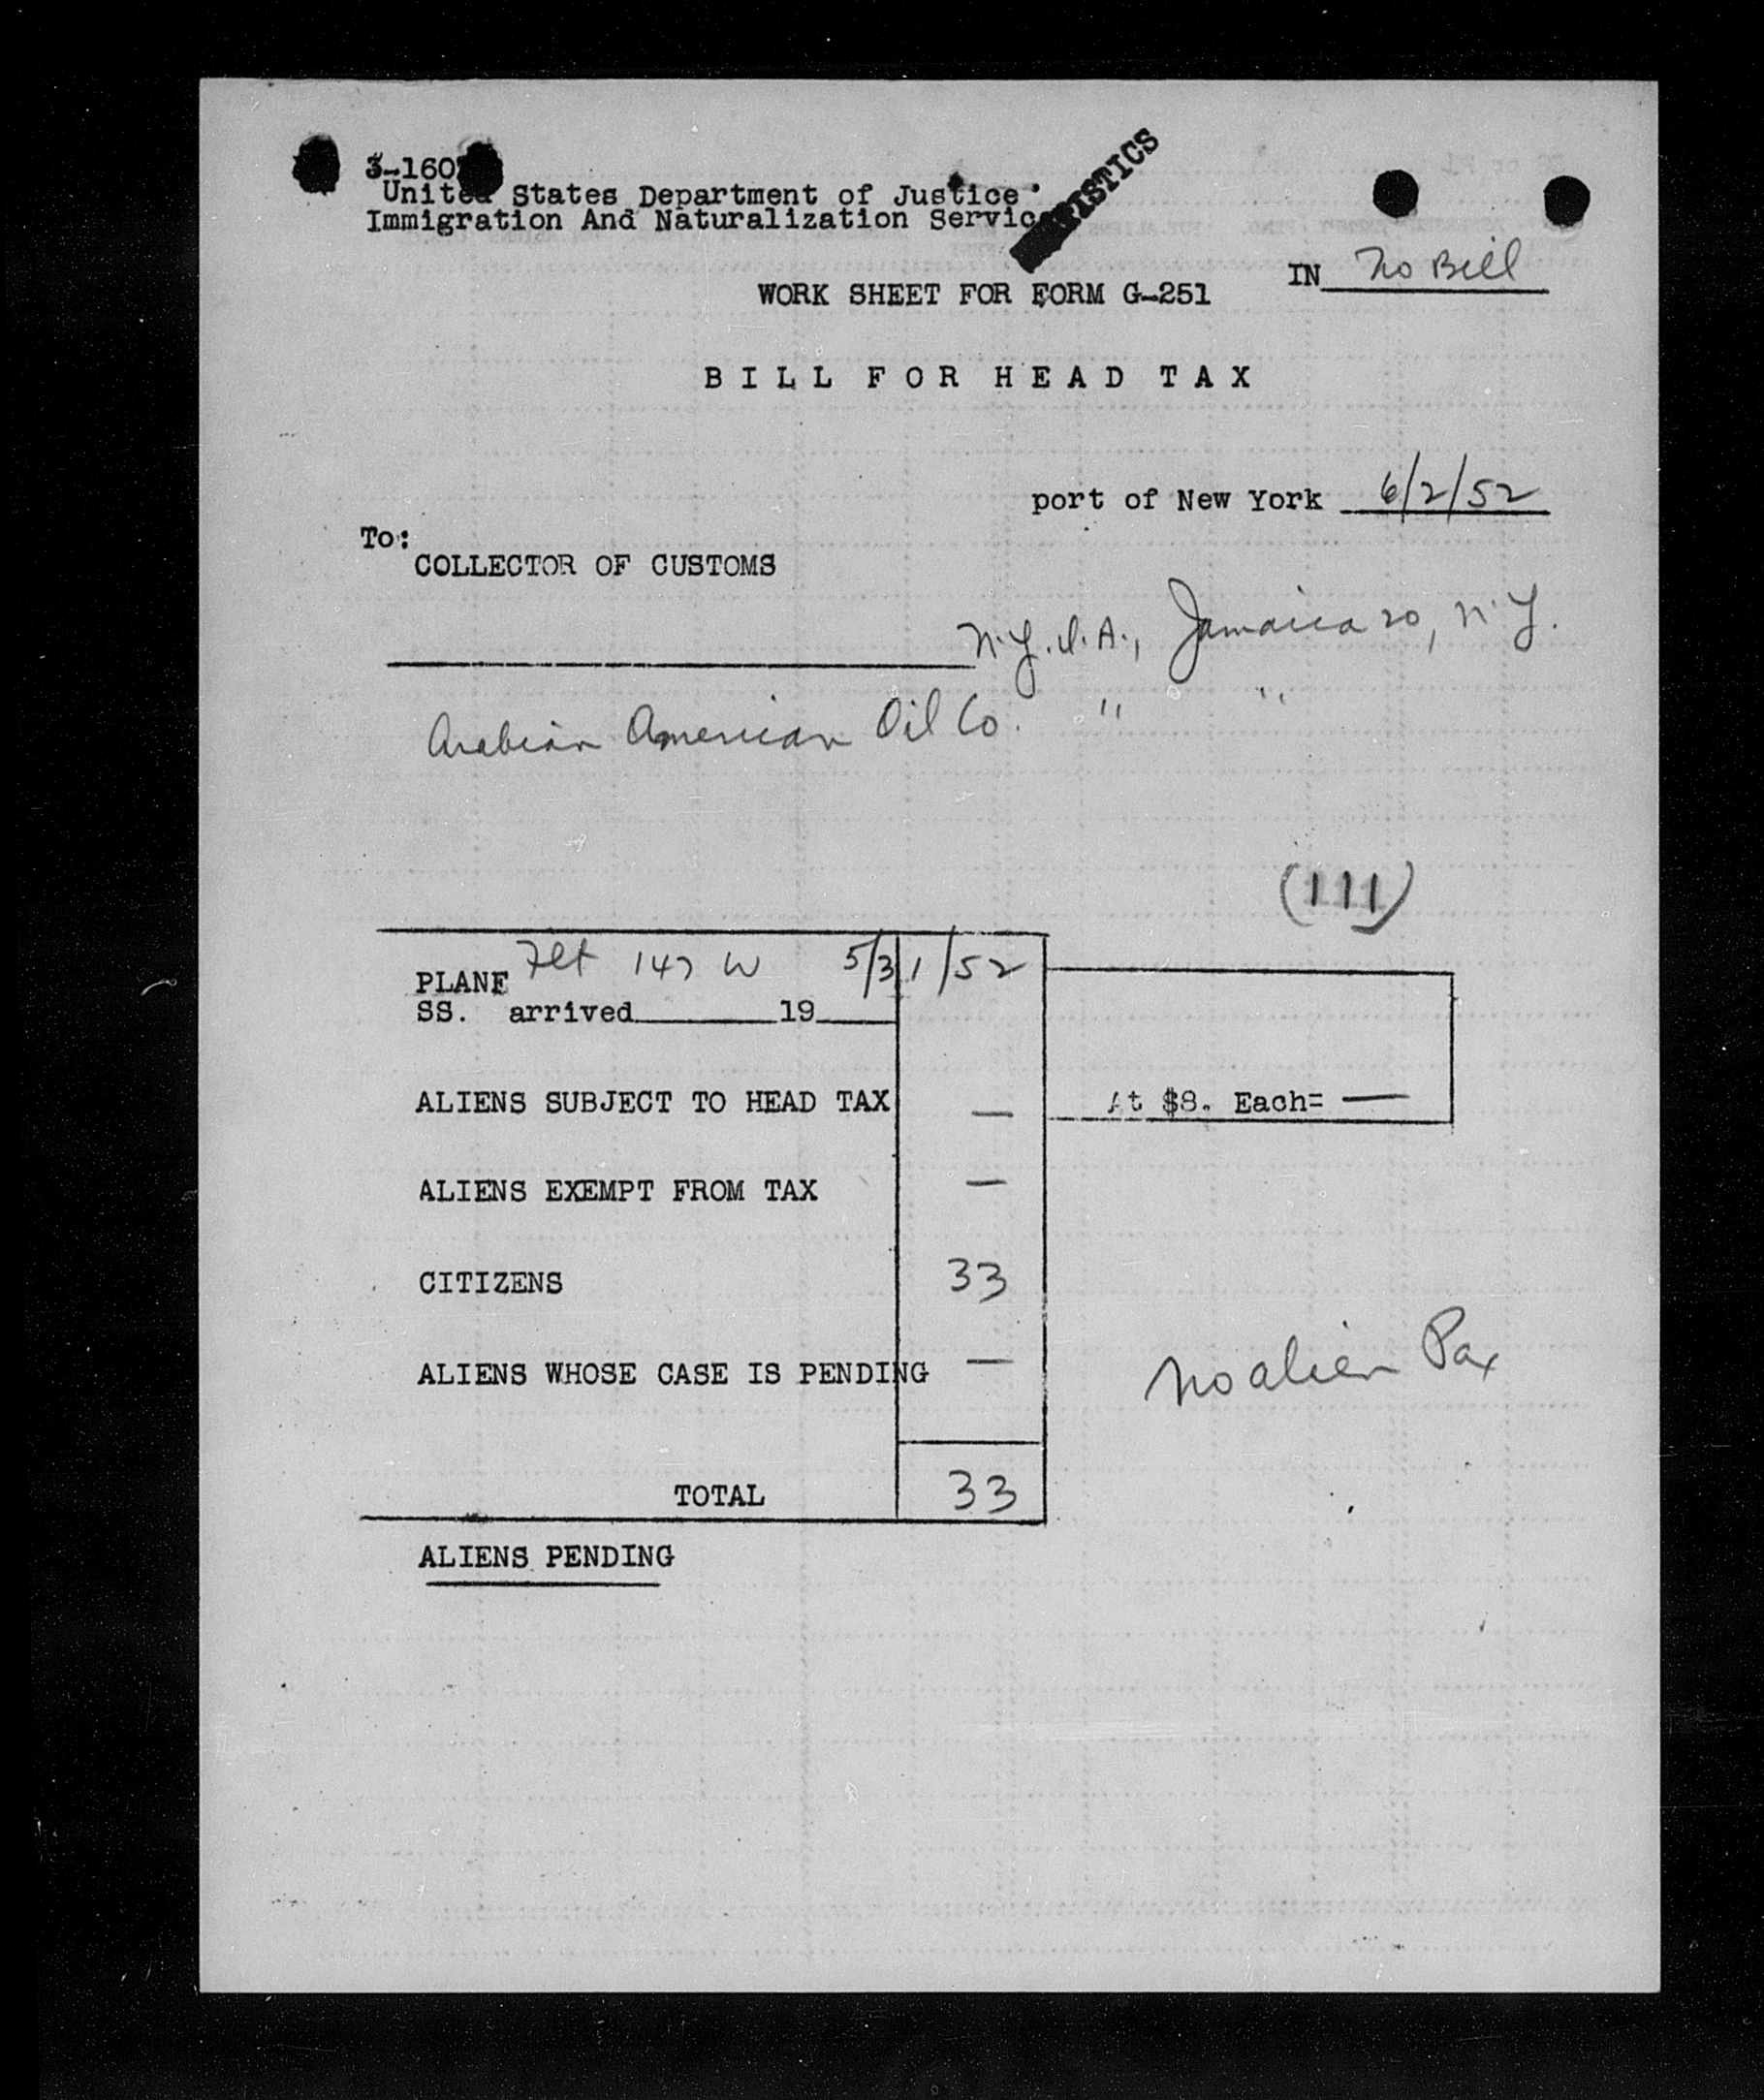 3-160
United States Department of Justice
Immigration And Naturalization Service
IN No Bill
WORK SHEET FOR FORM G-251
BILL FOR HEAD TAX
port of New York 6/2/52
To:
COLLECTOR OF CUSTOMS
N.Y.I.A., Jamaica 20, N.Y.
Arabian American Oil Co. " "
(111)
PLANE Flt 147 W 5/31/52
SS. arrived 19
ALIENS SUBJECT TO HEAD TAX — At $8. Each= —
ALIENS EXEMPT FROM TAX —
CITIZENS 33
ALIENS WHOSE CASE IS PENDING —
No alien Pax
TOTAL 33
ALIENS PENDING